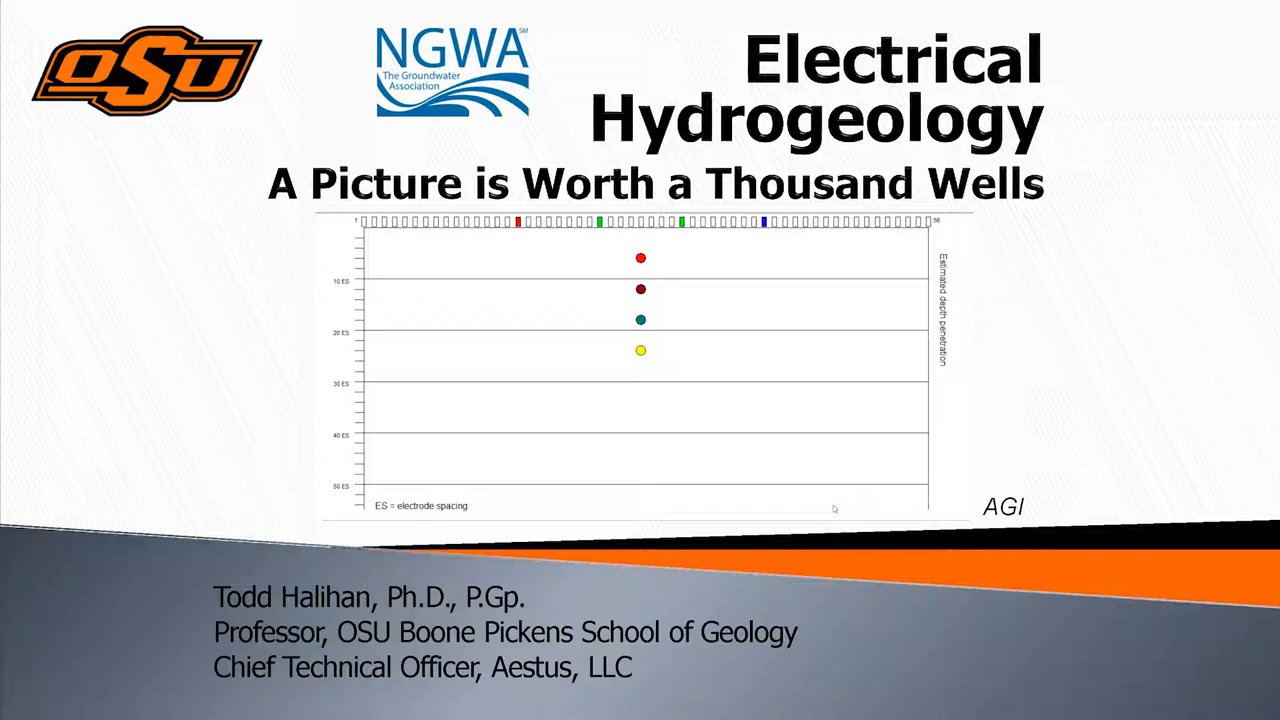 OSU
NGWA
SM
The Groundwater
Association
Electrical
Hydrogeology
A Picture is Worth a Thousand Wells
1
56
10 ES
20 ES
30 ES
40 ES
50 ES
Estimated depth penetration
ES = electrode spacing
AGI
Todd Halihan, Ph.D., P.Gp.
Professor, OSU Boone Pickens School of Geology
Chief Technical Officer, Aestus, LLC